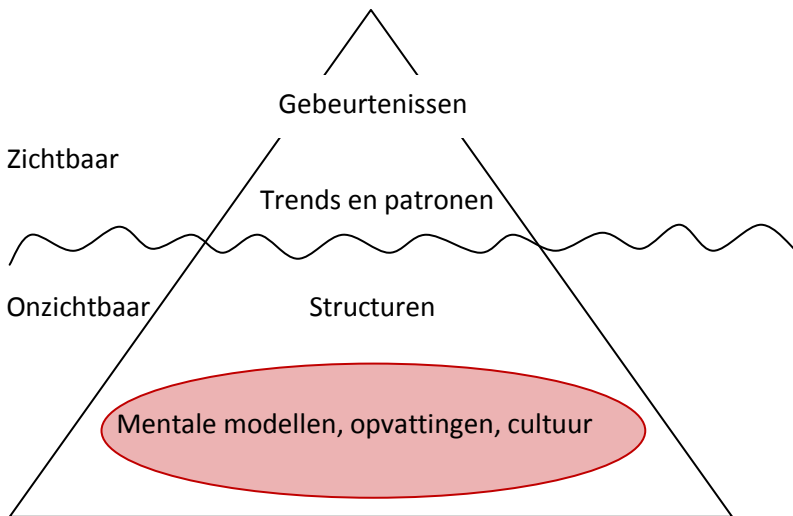 Gebeurtenissen
Zichtbaar
Trends en patronen
Onzichtbaar
Structuren
Mentale modellen, opvattingen, cultuur